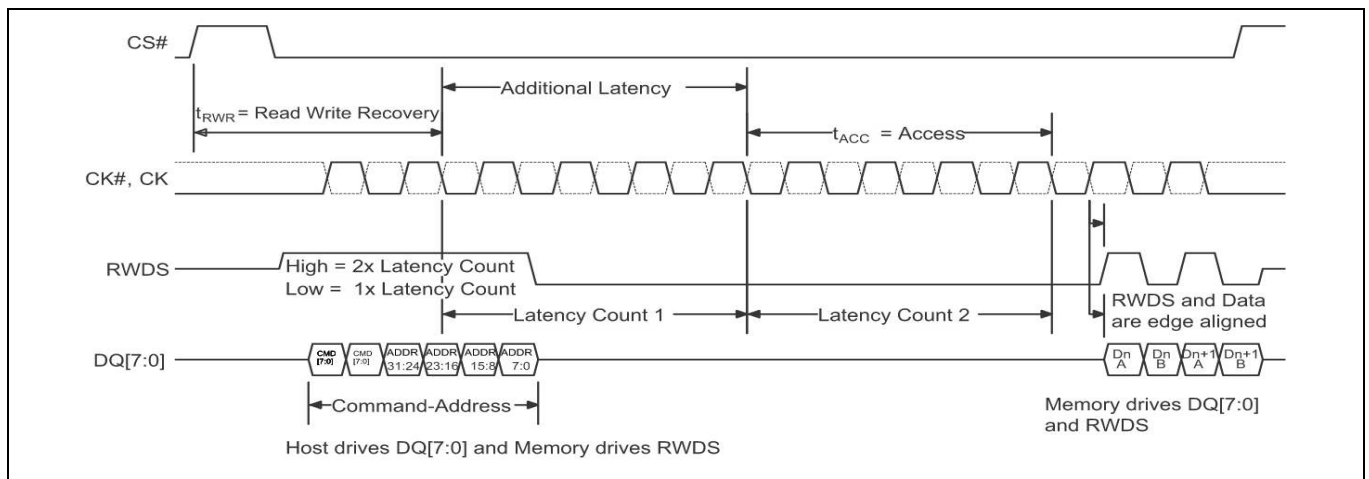 CS#
Additional Latency
tRWR = Read Write Recovery
tACC = Access
CK#, CK
RWDS
High = 2x Latency Count
Low = 1x Latency Count
RWDS and Data
are edge aligned
Latency Count 1
Latency Count 2
DQ[7:0]
CMD [7:0]
CMD [7:0]
ADDR 31:24
ADDR 23:16
ADDR 15:8
ADDR 7:0
Dn A
Dn B
Dn+1 A
Dn+1 B
Command-Address
Memory drives DQ[7:0]
and RWDS
Host drives DQ[7:0] and Memory drives RWDS